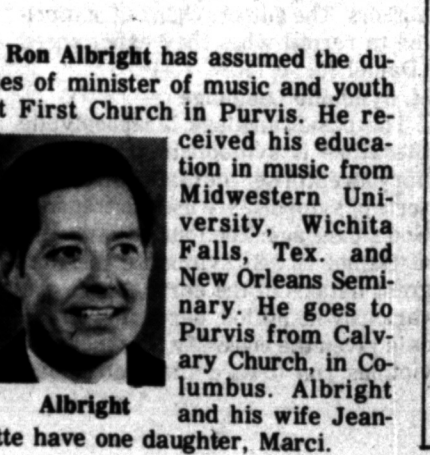 Ron Albright has assumed the du-
es of minister of music and youth
t First Church in Purvis. He re-
ceived his educa-
tion in music from
Midwestern Uni-
versity, Wichita
Falls, Tex. and
New Orleans Semi-
nary. He goes to
Purvis from Calv-
ary Church, in Co-
lumbus. Albright
and his wife Jean-
tte have one daughter, Marci.
Albright